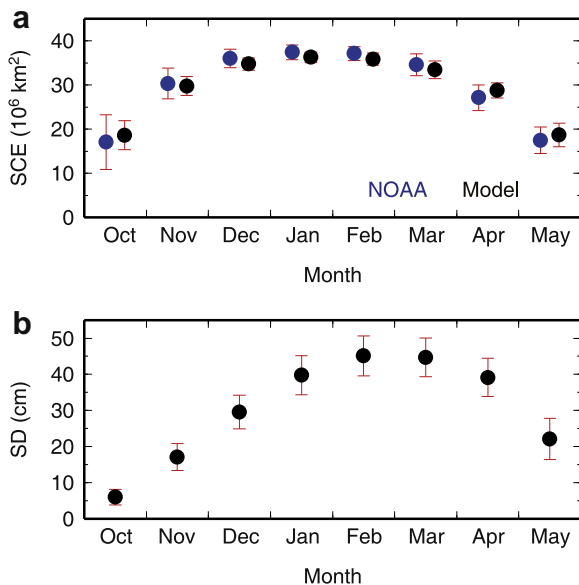 a
SCE (10⁶ km²)
40
30
20
10
0
NOAA Model
Oct Nov Dec Jan Feb Mar Apr May
Month
b
SD (cm)
50
40
30
20
10
0
Oct Nov Dec Jan Feb Mar Apr May
Month